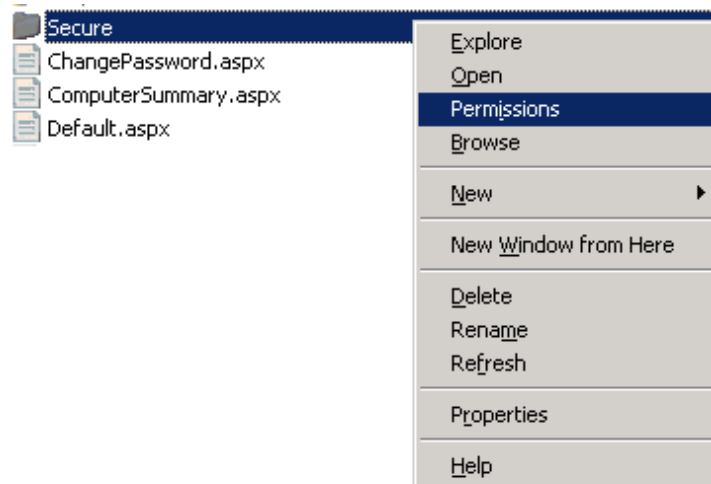 Secure
ChangePassword.aspx
ComputerSummary.aspx
Default.aspx
Explore
Open
Permissions
Browse
New
New Window from Here
Delete
Rename
Refresh
Properties
Help